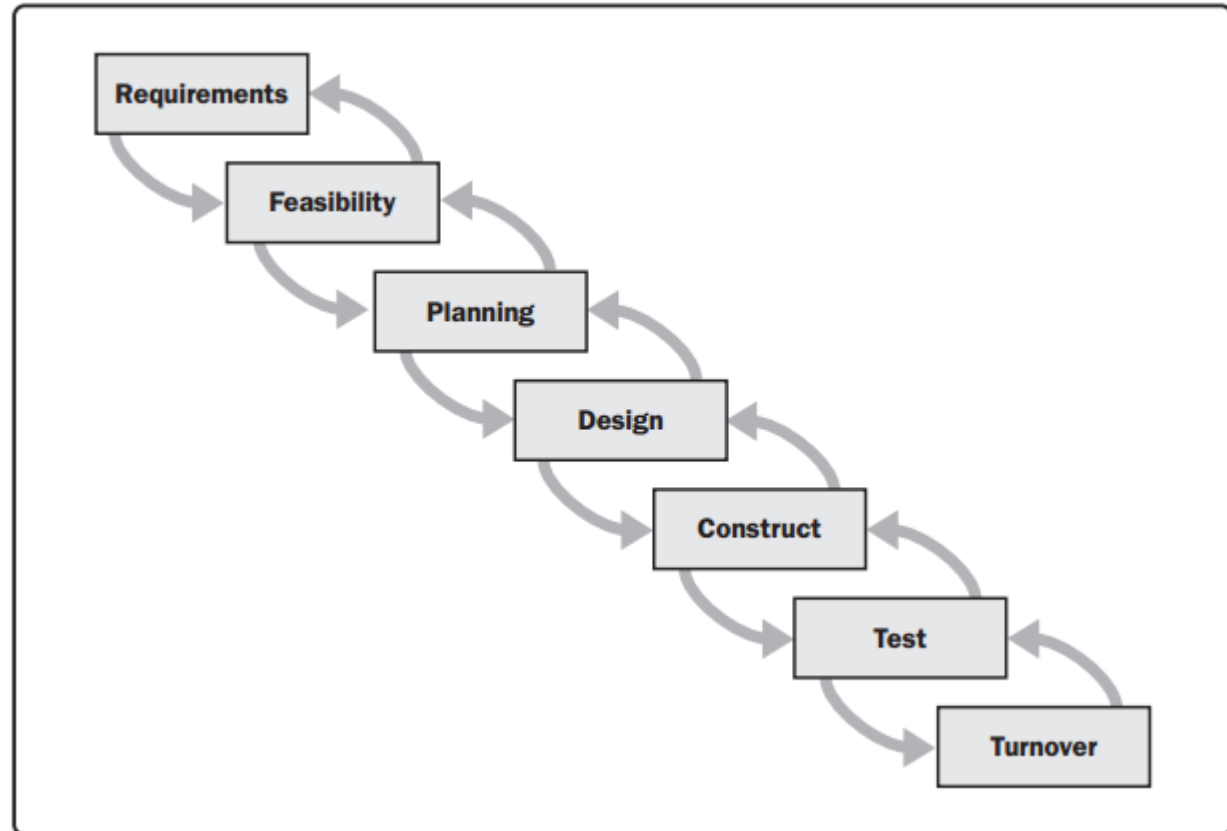 Requirements
Feasibility
Planning
Design
Construct
Test
Turnover